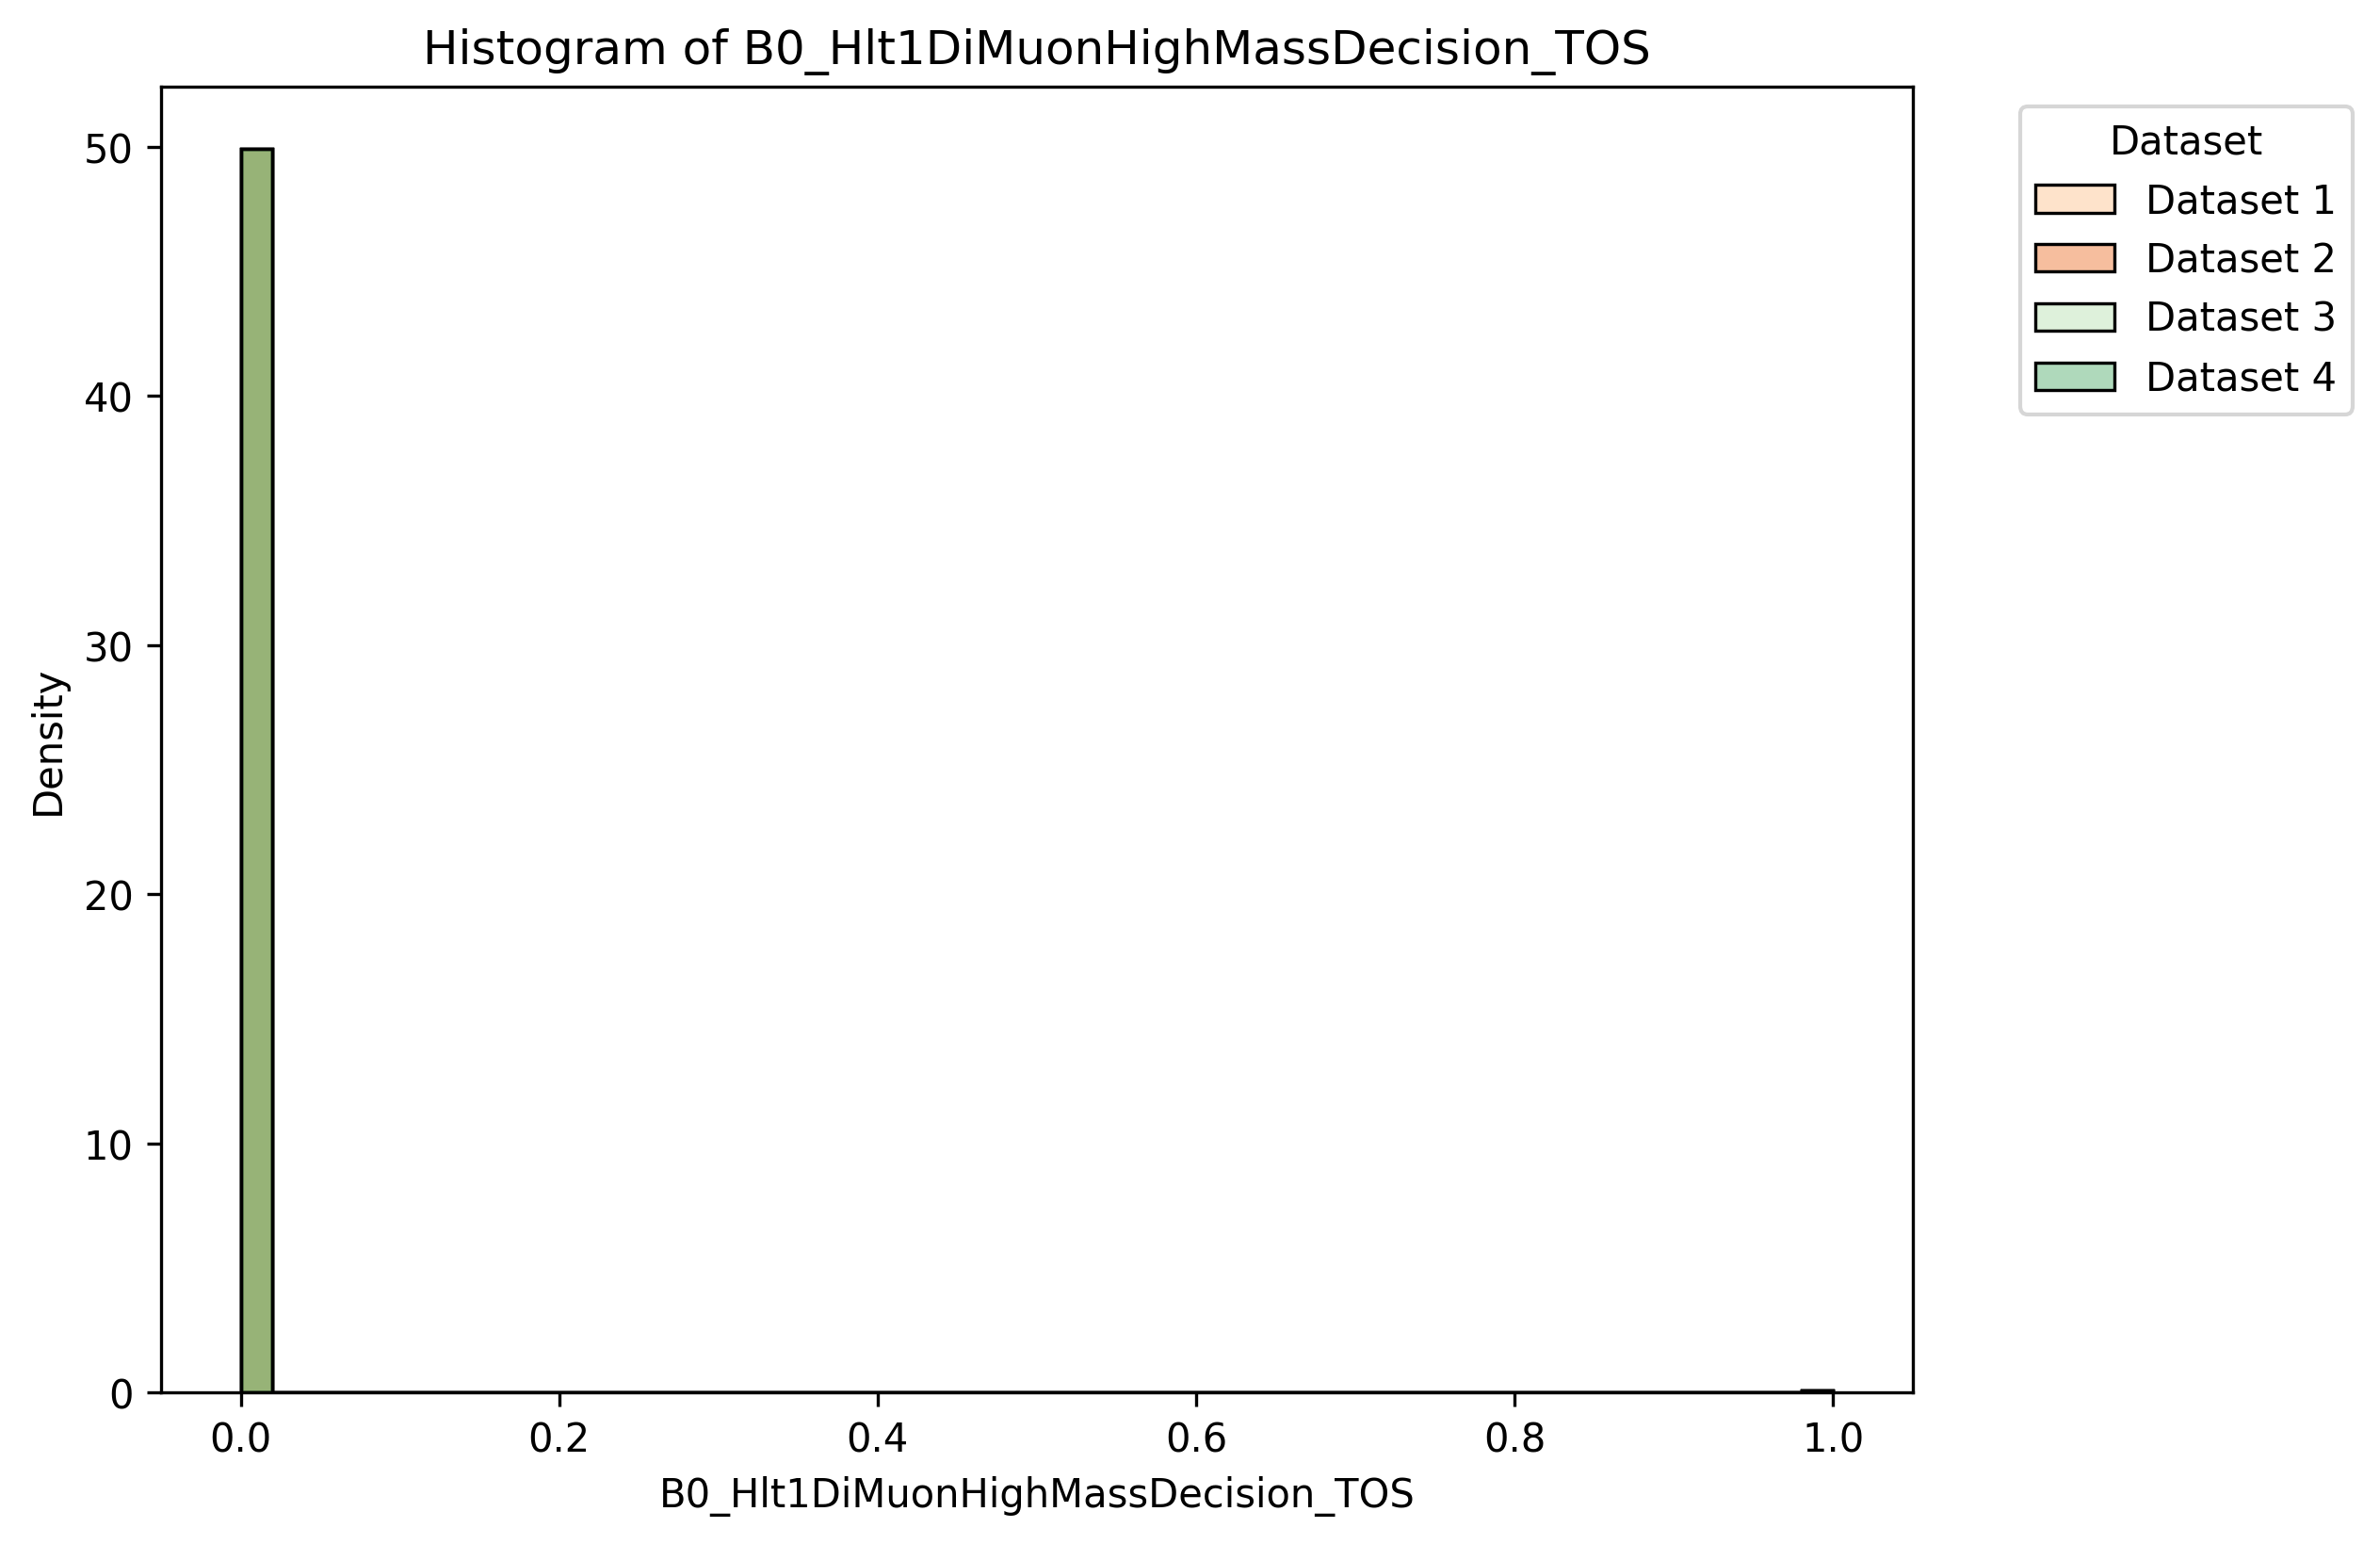 Histogram of B0_Hlt1DiMuonHighMassDecision_TOS
Density
50
40
30
20
10
0
0.0 0.2 0.4 0.6 0.8 1.0
B0_Hlt1DiMuonHighMassDecision_TOS
Dataset
Dataset 1
Dataset 2
Dataset 3
Dataset 4